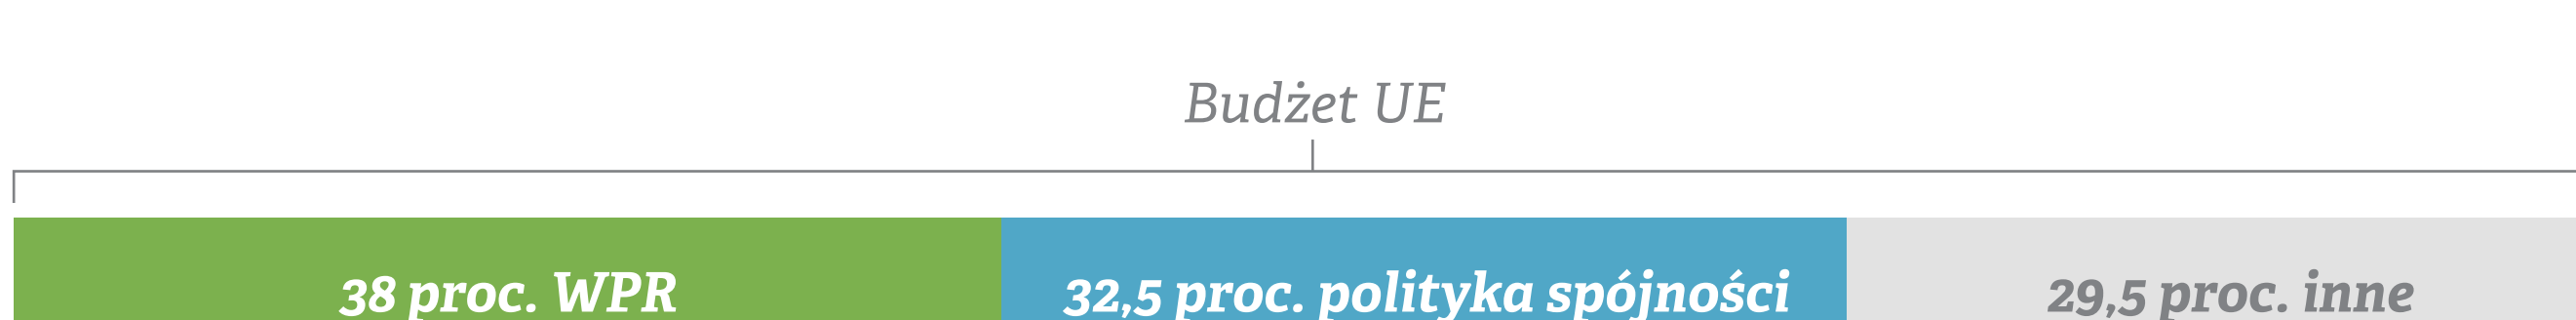 Budżet UE
38 proc. WPR
32,5 proc. polityka spójności
29,5 proc. inne